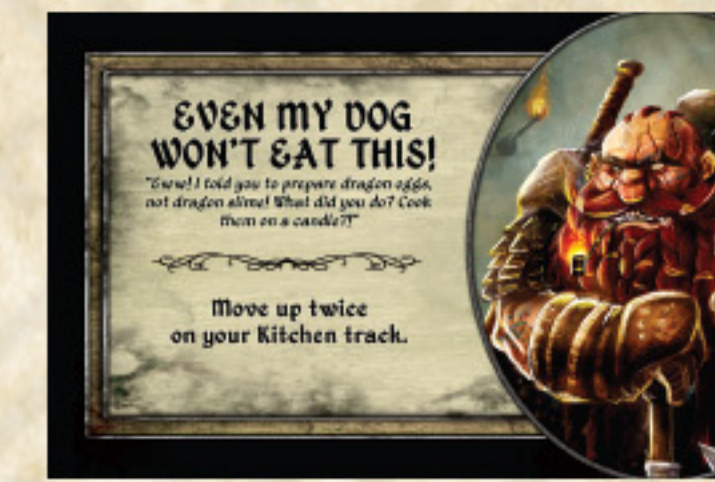 EVEN MY DOG
WON'T EAT THIS!
"Eww! I told you to prepare dragon eggs,
not dragon slime! What did you do? Cook
them on a candle?!"
Move up twice
on your Kitchen track.